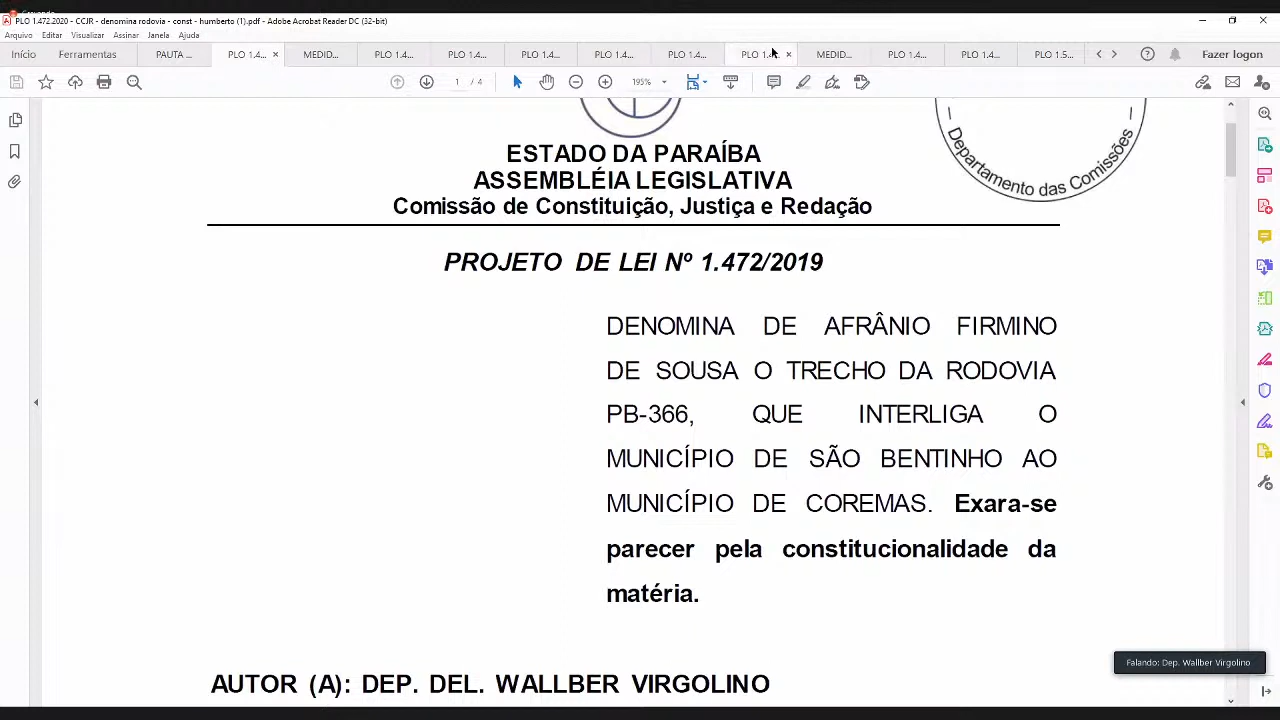 Gravando
PLO 1.472.2020 - CCJR - denomina rodovia - const - humberto (1).pdf - Adobe Acrobat Reader DC (32-bit)
Arquivo Editar Visualizar Assinar Janela Ajuda
Início Ferramentas PAUTA ... PLO 1.4... × MEDID... PLO 1.4... PLO 1.4... PLO 1.4... PLO 1.4... PLO 1.4... PLO 1.4... × MEDID... PLO 1.4... PLO 1.4... PLO 1.5... Fazer logon
1 / 4 195%
Departamento das Comissões
ESTADO DA PARAÍBA
ASSEMBLÉIA LEGISLATIVA
Comissão de Constituição, Justiça e Redação
PROJETO DE LEI Nº 1.472/2019
DENOMINA DE AFRÂNIO FIRMINO
DE SOUSA O TRECHO DA RODOVIA
PB-366, QUE INTERLIGA O
MUNICÍPIO DE SÃO BENTINHO AO
MUNICÍPIO DE COREMAS. Exara-se
parecer pela constitucionalidade da
matéria.
Falando: Dep. Wallber Virgolino
AUTOR (A): DEP. DEL. WALLBER VIRGOLINO